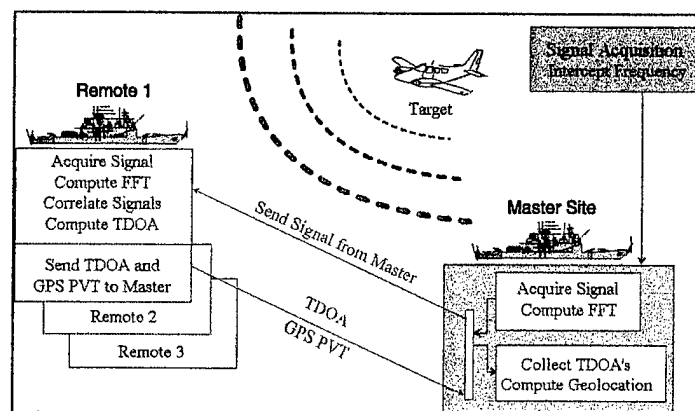 Signal Acquisition
Intercept Frequency
Target
Remote 1
Acquire Signal
Compute FFT
Correlate Signals
Compute TDOA
Send TDOA and
GPS PVT to Master
Remote 2
Remote 3
Send Signal from Master
TDOA
GPS PVT
Master Site
Acquire Signal
Compute FFT
Collect TDOA's
Compute Geolocation